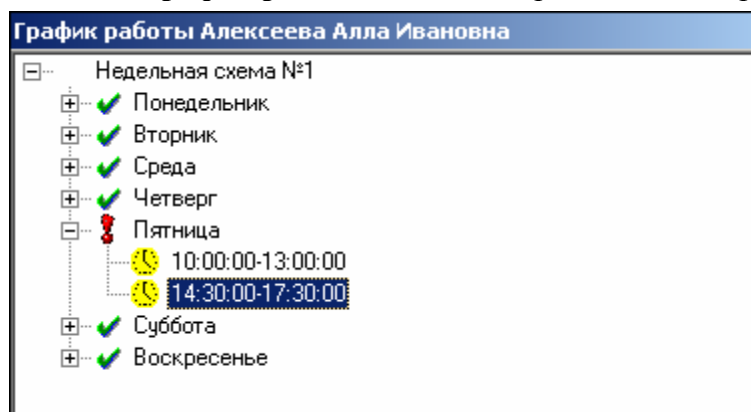 График работы Алексеева Алла Ивановна
Недельная схема №1
Понедельник
Вторник
Среда
Четверг
Пятница
10:00:00-13:00:00
14:30:00-17:30:00
Суббота
Воскресенье